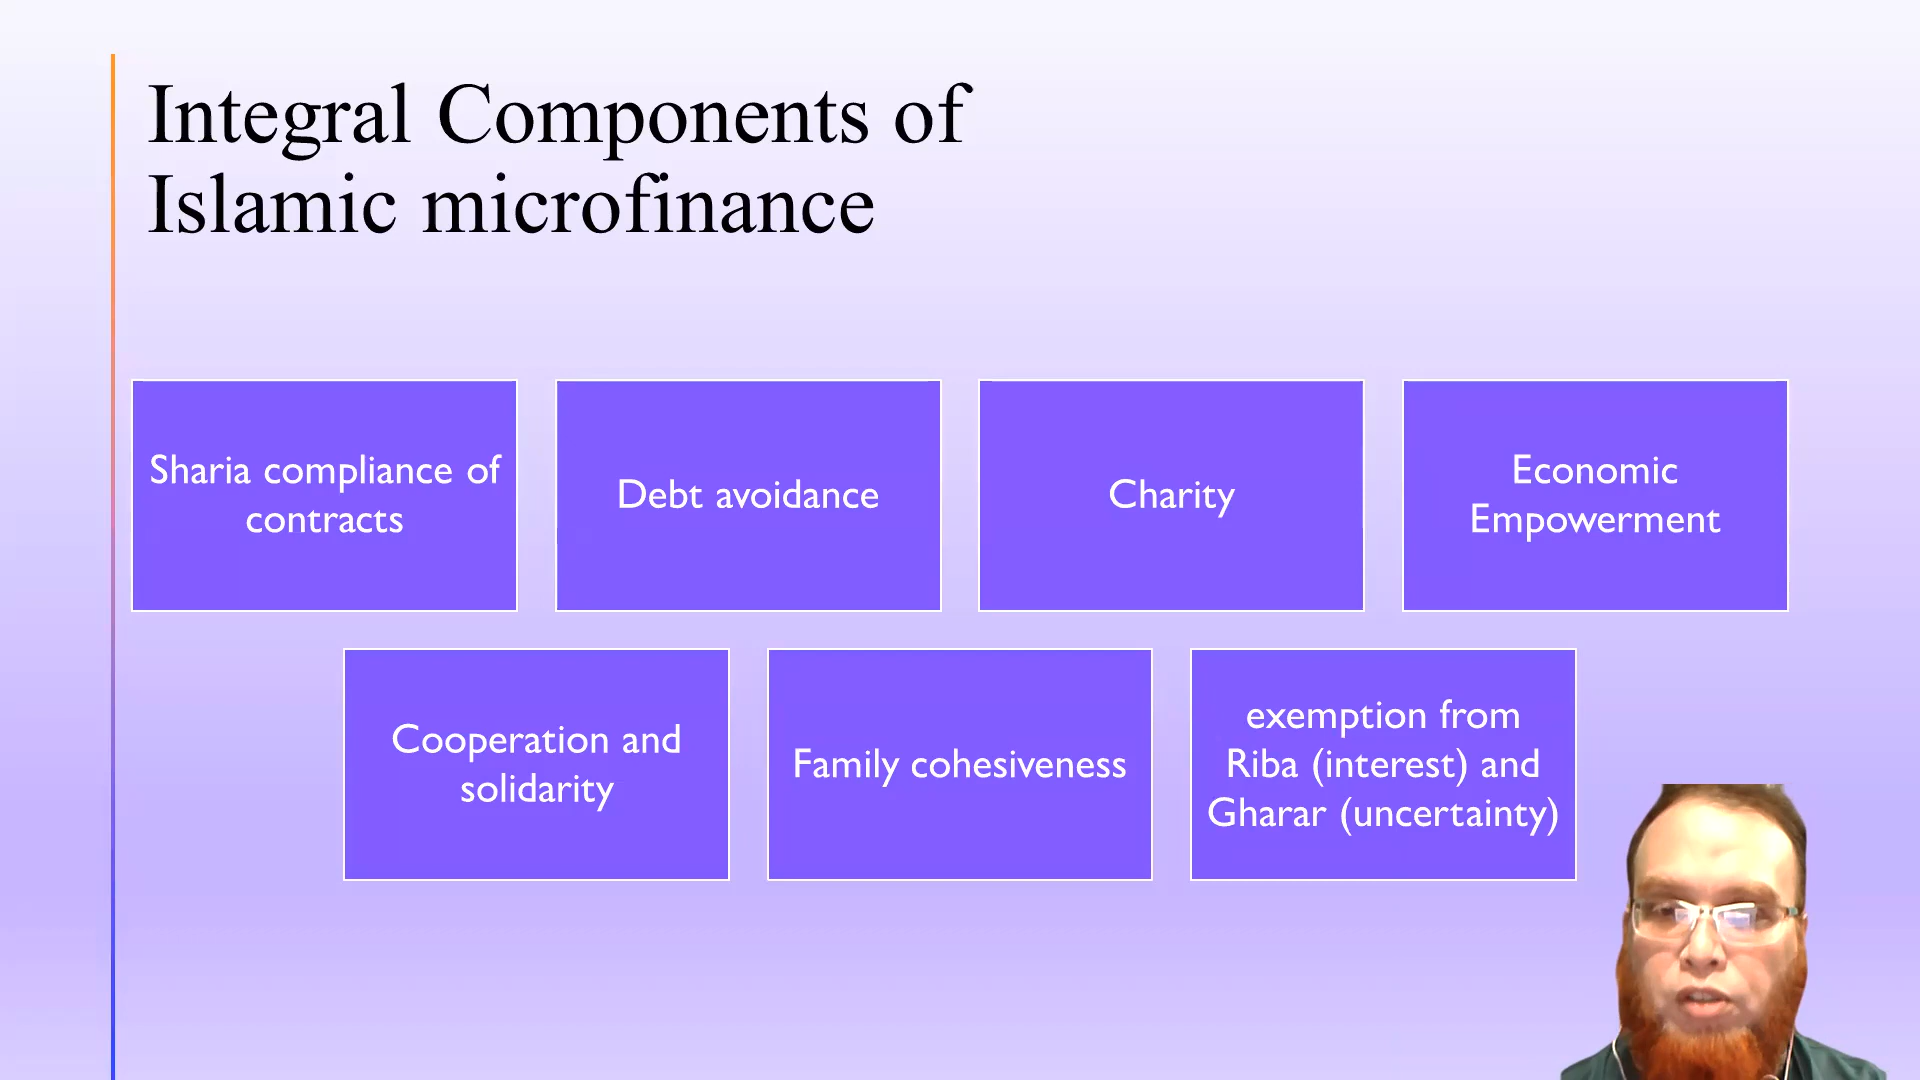 Integral Components of
Islamic microfinance
Sharia compliance of
contracts
Debt avoidance
Charity
Economic
Empowerment
Cooperation and
solidarity
Family cohesiveness
exemption from
Riba (interest) and
Gharar (uncertainty)